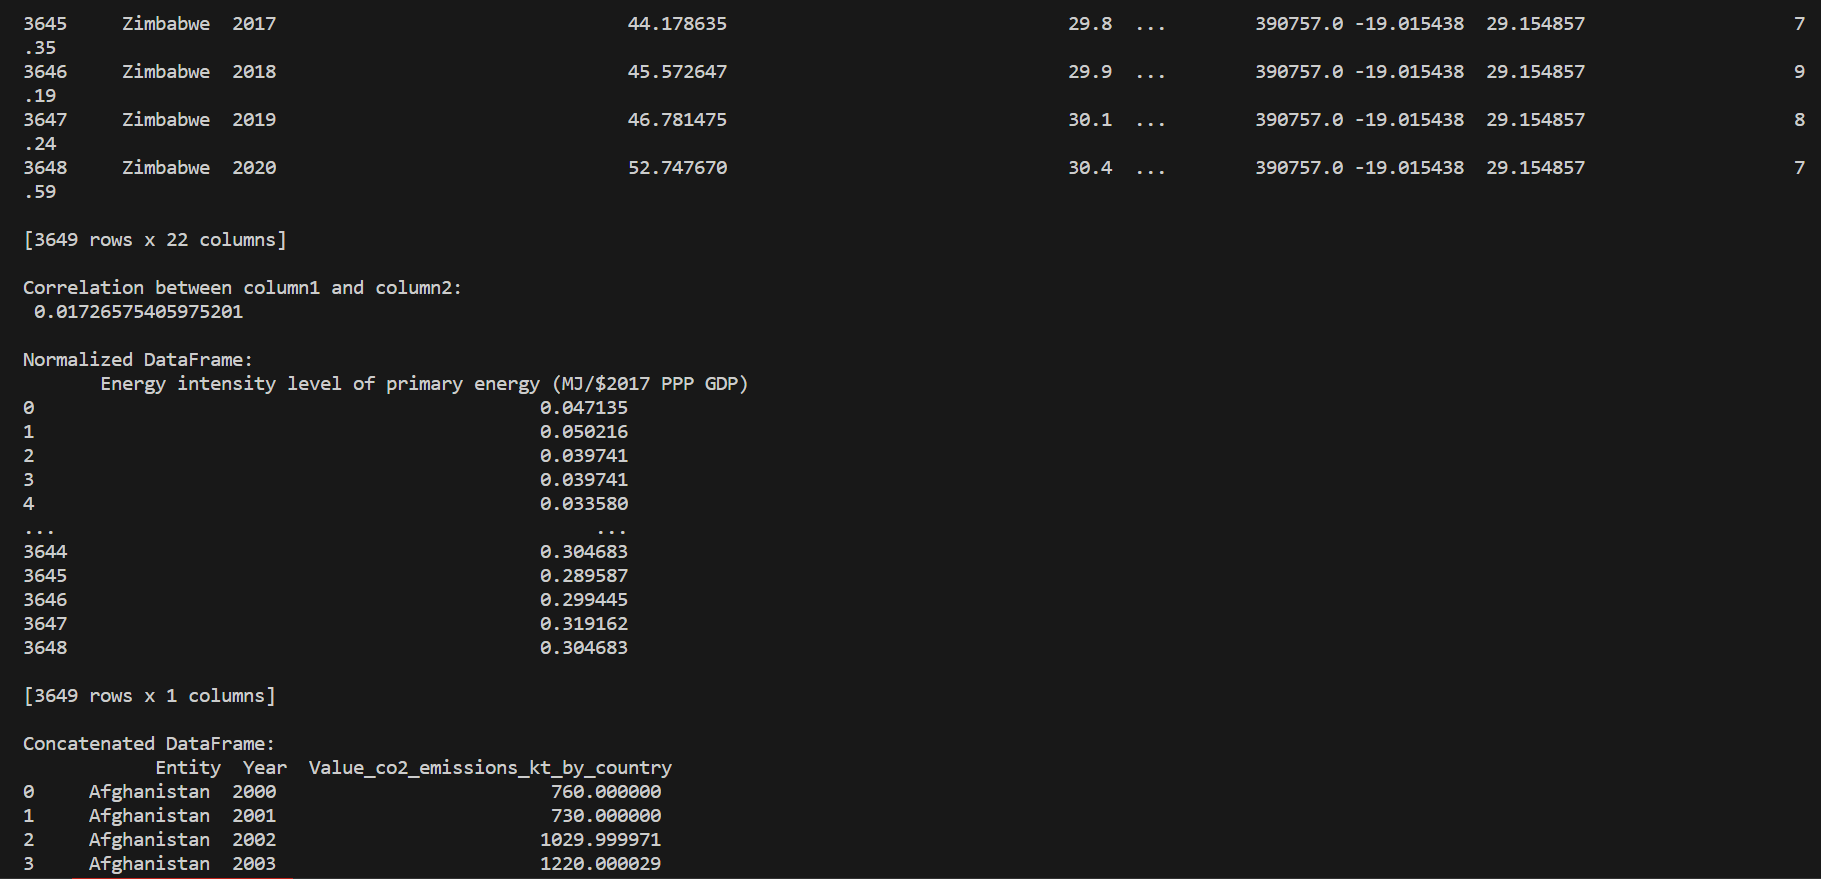 3645     Zimbabwe  2017                                44.178635                               29.8  ...        390757.0 -19.015438  29.154857                   7
.35
3646     Zimbabwe  2018                                45.572647                               29.9  ...        390757.0 -19.015438  29.154857                   9
.19
3647     Zimbabwe  2019                                46.781475                               30.1  ...        390757.0 -19.015438  29.154857                   8
.24
3648     Zimbabwe  2020                                52.747670                               30.4  ...        390757.0 -19.015438  29.154857                   7
.59
[3649 rows x 22 columns]
Correlation between column1 and column2:
 0.01726575405975201
Normalized DataFrame:
       Energy intensity level of primary energy (MJ/$2017 PPP GDP)
0                                              0.047135
1                                              0.050216
2                                              0.039741
3                                              0.039741
4                                              0.033580
...                                                 ...
3644                                           0.304683
3645                                           0.289587
3646                                           0.299445
3647                                           0.319162
3648                                           0.304683
[3649 rows x 1 columns]
Concatenated DataFrame:
            Entity  Year  Value_co2_emissions_kt_by_country
0     Afghanistan  2000                         760.000000
1     Afghanistan  2001                         730.000000
2     Afghanistan  2002                        1029.999971
3     Afghanistan  2003                        1220.000029